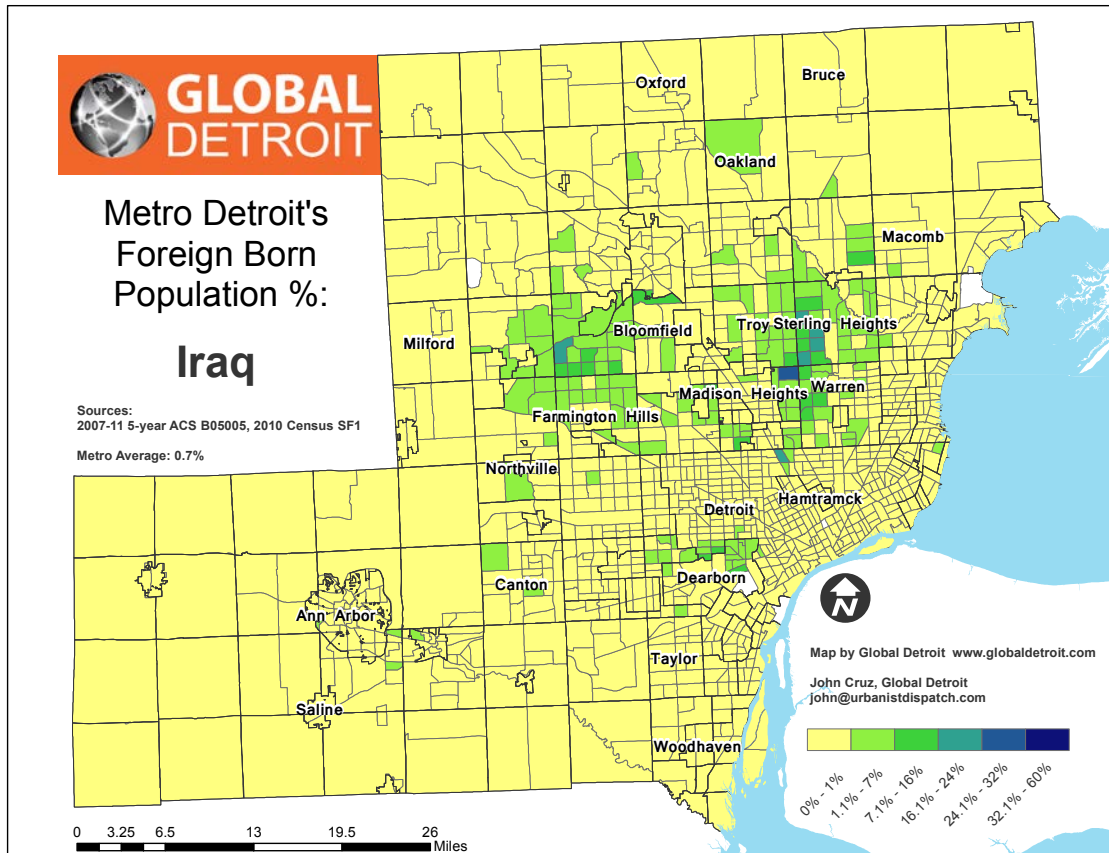 GLOBAL
DETROIT
Metro Detroit's
Foreign Born
Population %:
Iraq
Sources:
2007-11 5-year ACS B05005, 2010 Census SF1
Metro Average: 0.7%
Oxford
Bruce
Oakland
Macomb
Milford
Bloomfield
Troy
Sterling Heights
Madison Heights
Warren
Farmington Hills
Northville
Hamtramck
Detroit
Canton
Dearborn
Ann Arbor
Taylor
Saline
Woodhaven
N
Map by Global Detroit www.globaldetroit.com
John Cruz, Global Detroit
john@urbanistdispatch.com
0% - 1%
1.1% - 7%
7.1% - 16%
16.1% - 24%
24.1% - 32%
32.1% - 60%
0 3.25 6.5 13 19.5 26
Miles